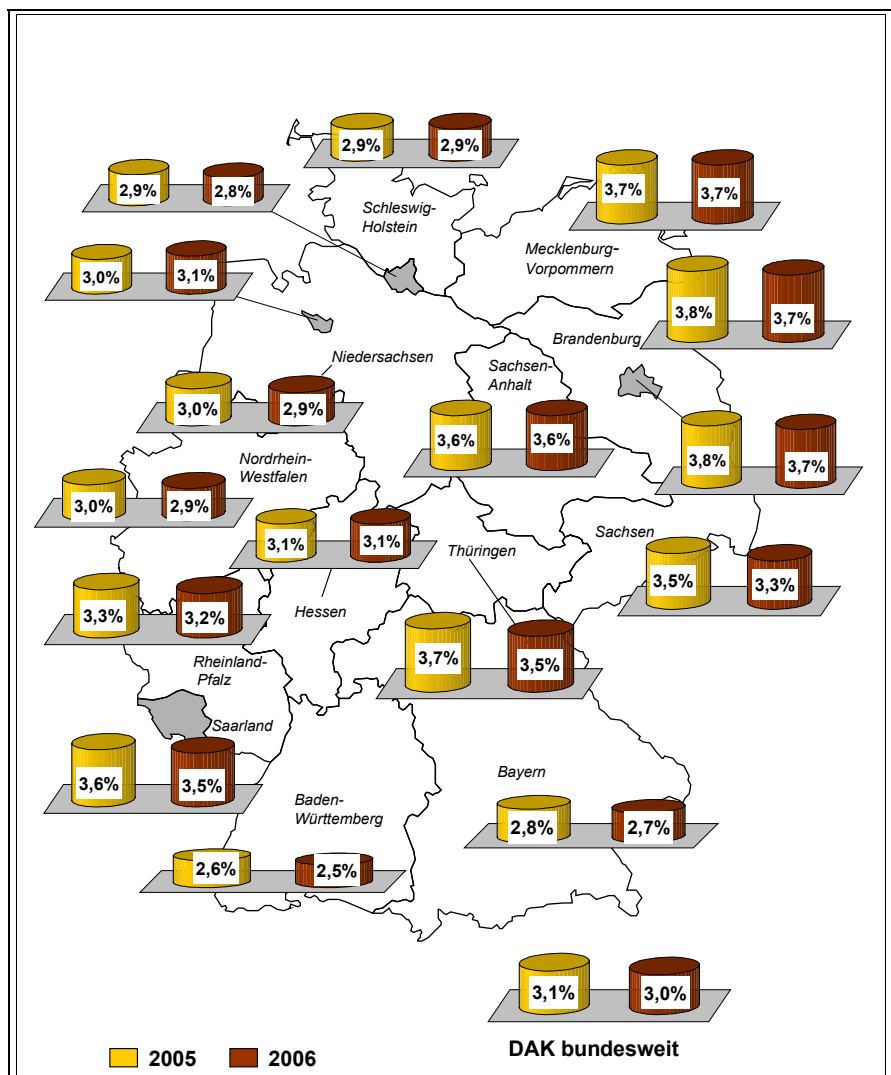 2,9% 2,9%
2,9% 2,8%
Schleswig-
Holstein
3,7% 3,7%
Mecklenburg-
Vorpommern
3,0% 3,1%
3,8% 3,7%
Brandenburg
Niedersachsen
Sachsen-
Anhalt
3,0% 2,9%
3,6% 3,6%
3,8% 3,7%
Nordrhein-
Westfalen
3,0% 2,9%
3,1% 3,1%
Thüringen
Sachsen
3,5% 3,3%
3,3% 3,2%
Hessen
3,7% 3,5%
Rheinland-
Pfalz
Saarland
3,6% 3,5%
Bayern
Baden-
Württemberg
2,8% 2,7%
2,6% 2,5%
3,1% 3,0%
DAK bundesweit
2005 2006